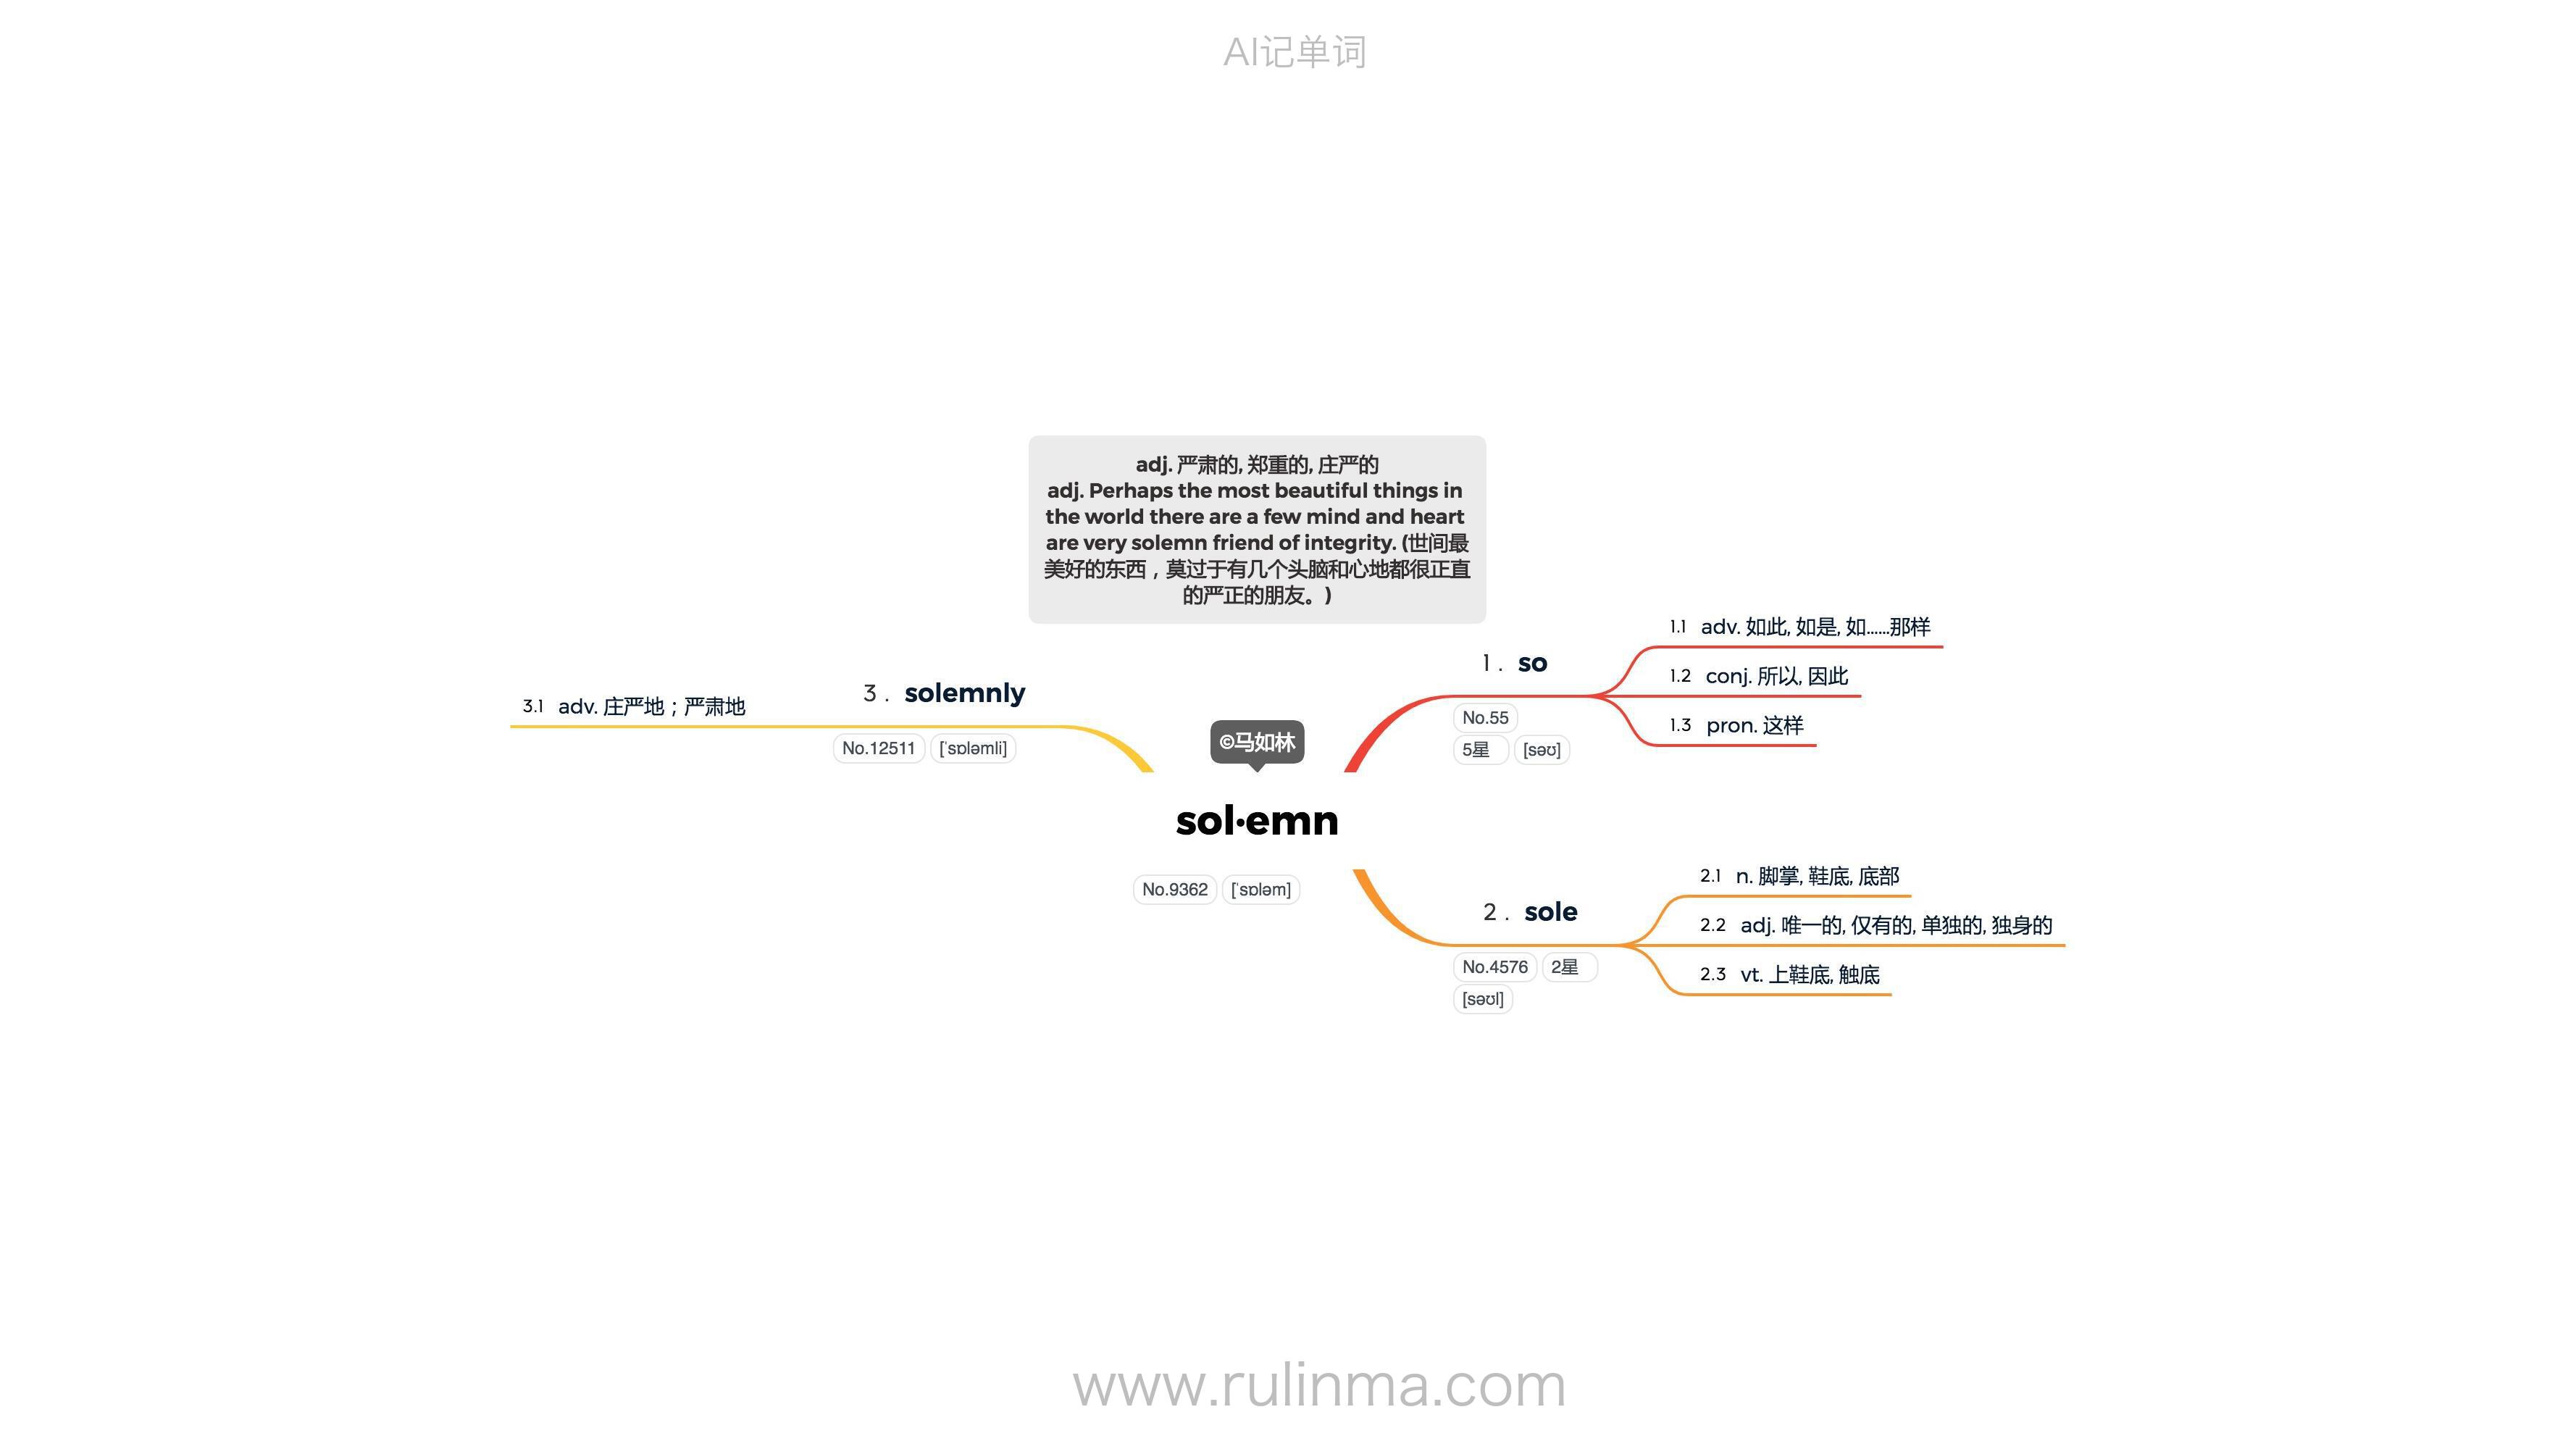 AI记单词
adj. 严肃的, 郑重的, 庄严的
adj. Perhaps the most beautiful things in
the world there are a few mind and heart
are very solemn friend of integrity. (世间最
美好的东西，莫过于有几个头脑和心地都很正直
的严正的朋友。)
©马如林
sol·emn
No.9362 [ˈsɒləm]
1. so
No.55
5星 [səʊ]
1.1 adv. 如此, 如是, 如……那样
1.2 conj. 所以, 因此
1.3 pron. 这样
2. sole
No.4576 2星
[səʊl]
2.1 n. 脚掌, 鞋底, 底部
2.2 adj. 唯一的, 仅有的, 单独的, 独身的
2.3 vt. 上鞋底, 触底
3. solemnly
No.12511 [ˈsɒləmli]
3.1 adv. 庄严地；严肃地
www.rulinma.com